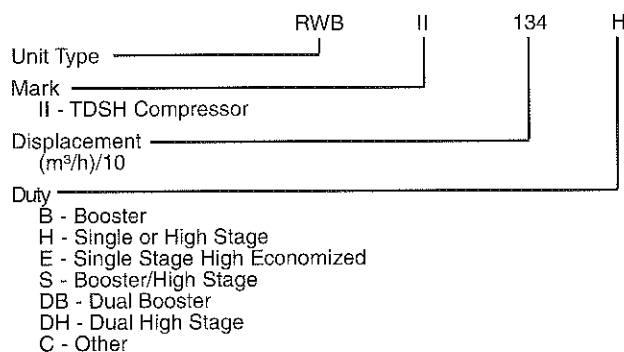 RWB II 134 H
Unit Type
Mark
II - TDSH Compressor
Displacement
(m³/h)/10
Duty
B - Booster
H - Single or High Stage
E - Single Stage High Economized
S - Booster/High Stage
DB - Dual Booster
DH - Dual High Stage
C - Other